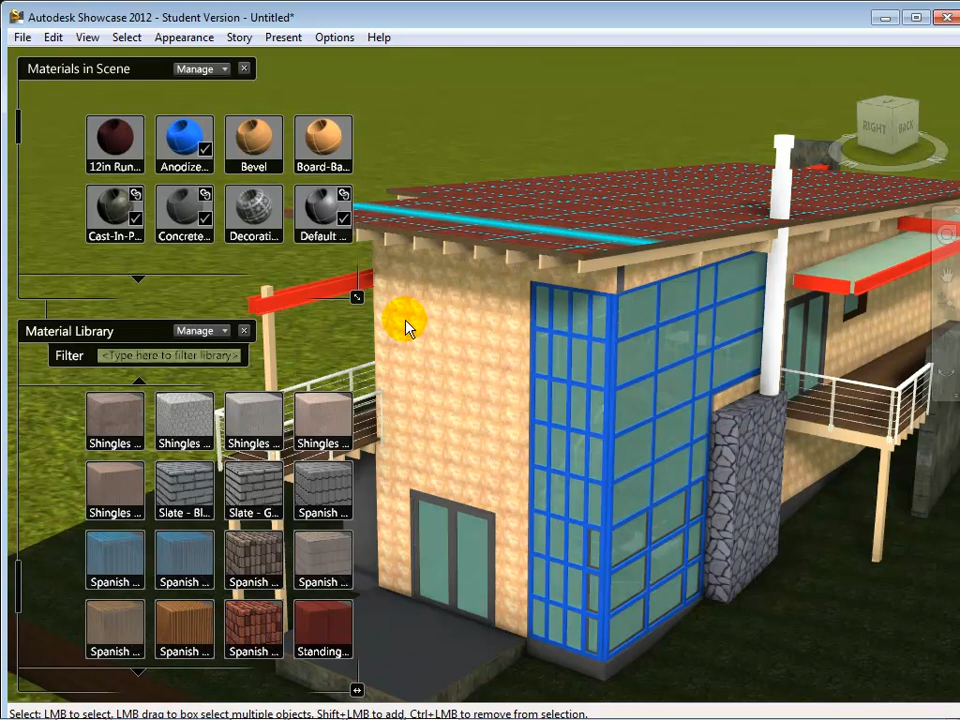 Autodesk Showcase 2012 - Student Version - Untitled*
File Edit View Select Appearance Story Present Options Help
Materials in Scene Manage
12in Run... Anodize... Bevel Board-Ba...
Cast-In-P... Concrete... Decorati... Default ...
RIGHT BACK
Material Library Manage
Filter <Type here to filter library>
Shingles ... Shingles ... Shingles ... Shingles ...
Shingles ... Slate - Bl... Slate - G... Spanish ...
Spanish ... Spanish ... Spanish ... Spanish ...
Spanish ... Spanish ... Spanish ... Standing...
Select: LMB to select, LMB drag to box select multiple objects. Shift+LMB to add, Ctrl+LMB to remove from selection.